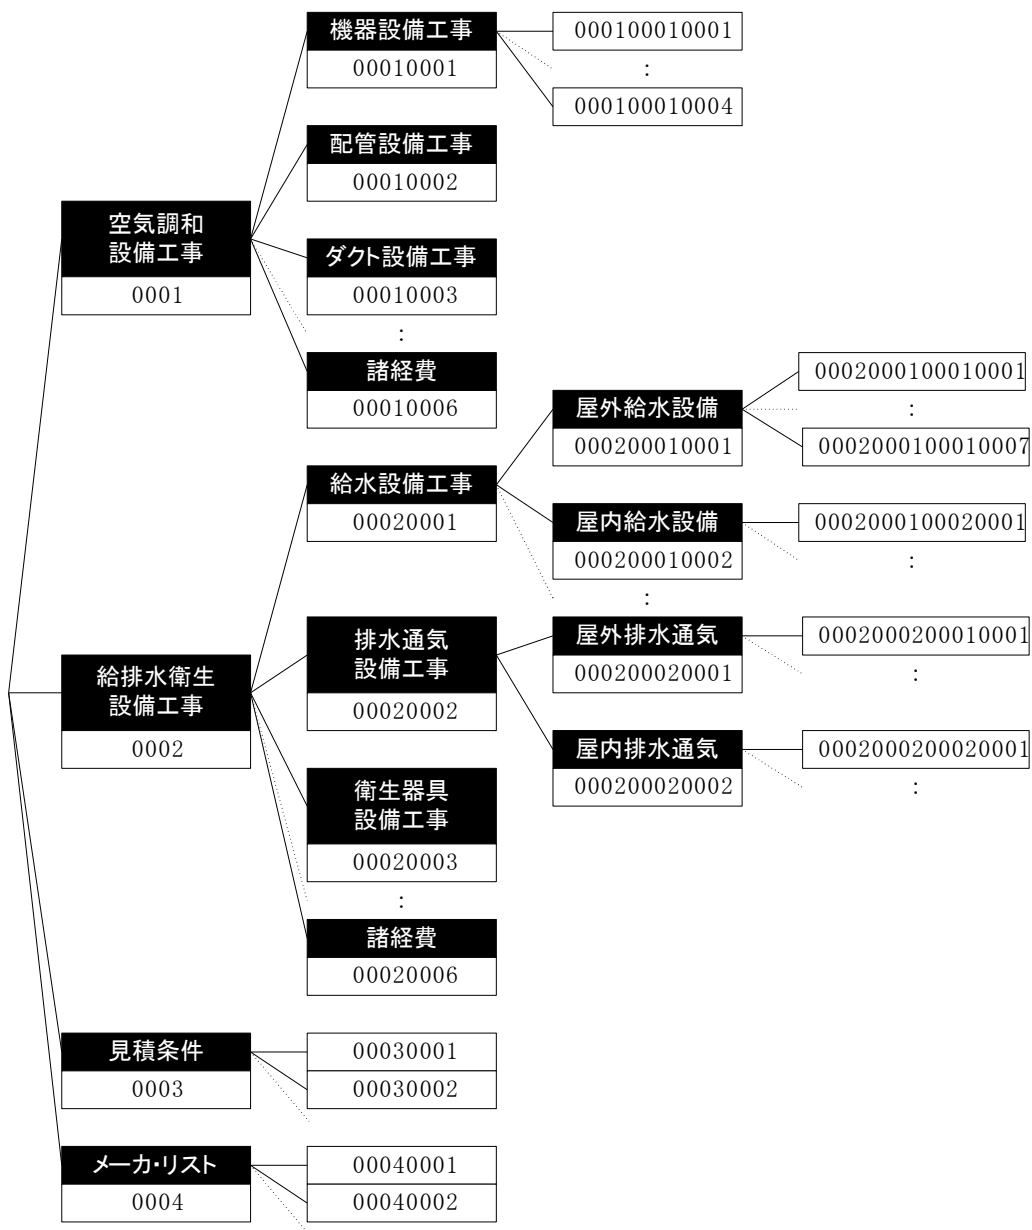 機器設備工事
00010001
000100010001
:
000100010004
配管設備工事
00010002
空気調和
設備工事
0001
ダクト設備工事
00010003
:
諸経費
00010006
給水設備工事
00020001
屋外給水設備
000200010001
0002000100010001
:
0002000100010007
屋内給水設備
000200010002
:
0002000100020001
:
給排水衛生
設備工事
0002
排水通気
設備工事
00020002
屋外排水通気
000200020001
0002000200010001
:
屋内排水通気
000200020002
0002000200020001
:
衛生器具
設備工事
00020003
:
諸経費
00020006
見積条件
0003
00030001
00030002
メーカ・リスト
0004
00040001
00040002